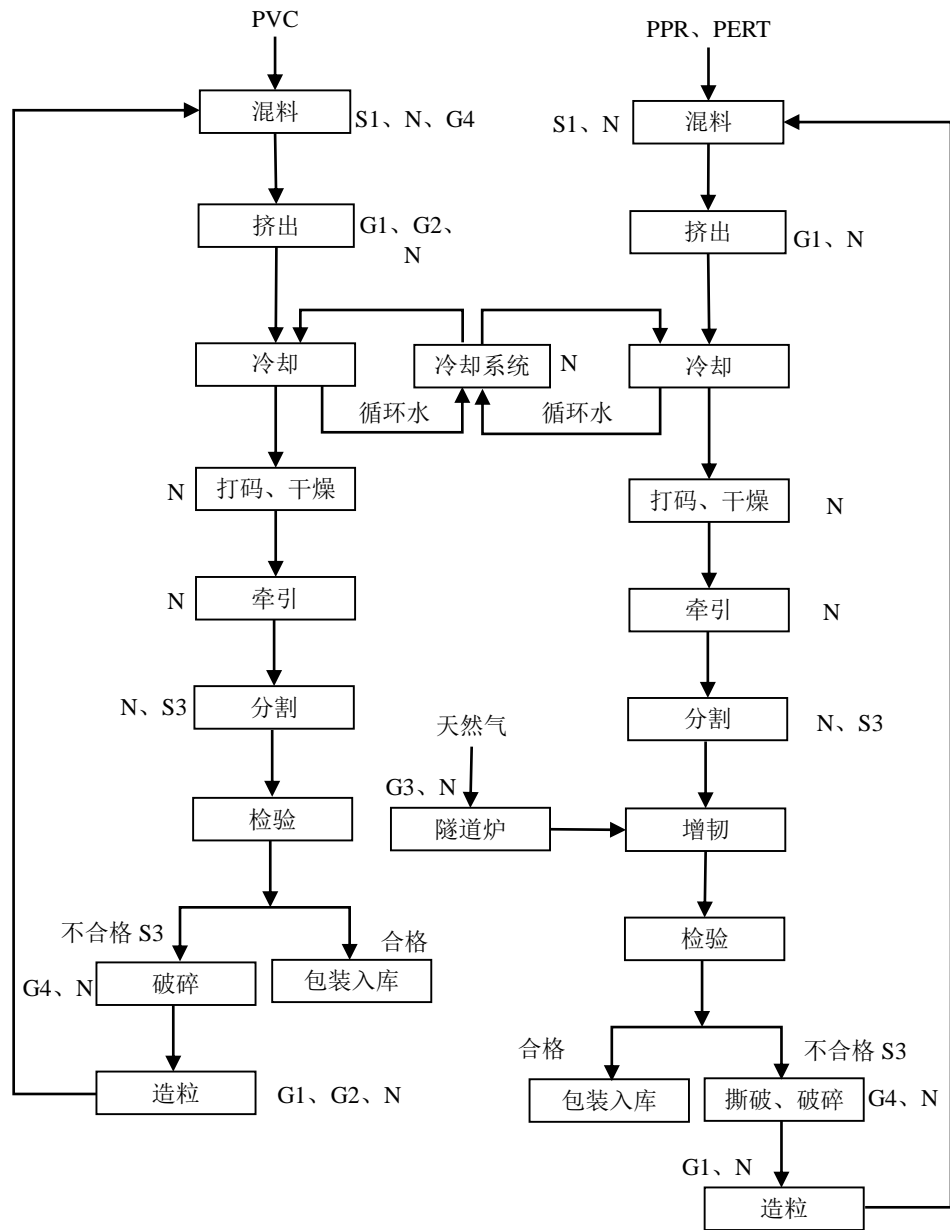 PVC
混料
S1、N、G4
挤出
G1、G2、
N
冷却
循环水
冷却系统
N
打码、干燥
N
牵引
N
分割
N、S3
检验
不合格 S3
合格
破碎
G4、N
包装入库
造粒
G1、G2、N
PPR、PERT
混料
S1、N
挤出
G1、N
冷却
循环水
打码、干燥
N
牵引
N
分割
N、S3
天然气
G3、N
隧道炉
增韧
检验
合格
不合格 S3
包装入库
撕破、破碎
G4、N
G1、N
造粒